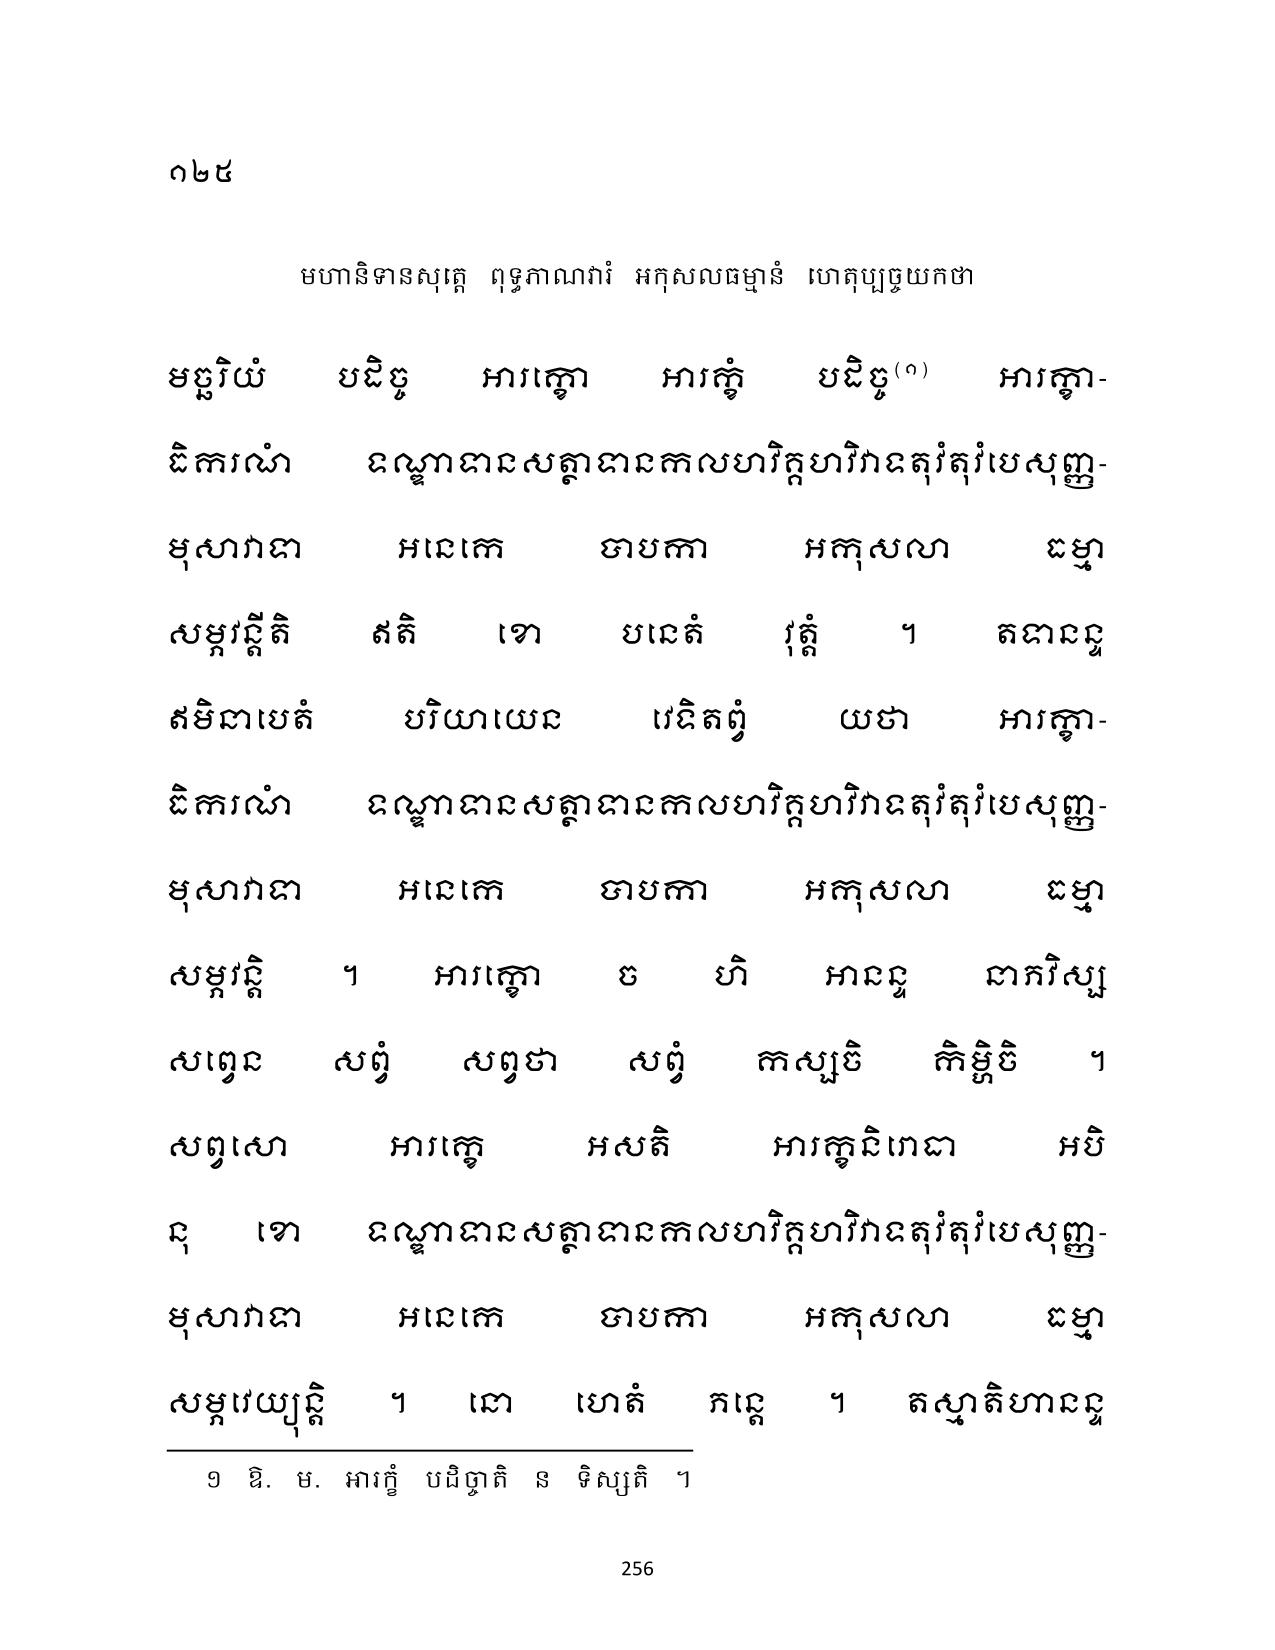 ១២៥
មហានិទានសុត្តេ ពុទ្ធភាណវារំ អកុសលធម្មានំ ហេតុប្បច្ចយកថា
មច្ឆរិយំ បដិច្ច អារក្ខោ អារក្ខំ បដិច្ច(១) អារក្ខា-
ធិករណំ ទណ្ឌាទានសត្ថាទានកលហវិគ្គហវិវាទតុវំតុវំបេសុញ្ញ-
មុសាវាទា អនេកេ បាបកា អកុសលា ធម្មា
សម្ភវន្តីតិ ឥតិ ខោ បនេតំ វុត្តំ ។ តទានន្ទ
ឥមិនាបេតំ បរិយាយេន វេទិតព្វំ យថា អារក្ខា-
ធិករណំ ទណ្ឌាទានសត្ថាទានកលហវិគ្គហវិវាទតុវំតុវំបេសុញ្ញ-
មុសាវាទា អនេកេ បាបកា អកុសលា ធម្មា
សម្ភវន្តិ ។ អារក្ខោ ច ហិ អានន្ទ នាភវិស្ស
សព្វេន សព្វំ សព្វថា សព្វំ កស្សចិ កិម្ហិចិ ។
សព្វសោ អារក្ខេ អសតិ អារក្ខនិរោធា អបិ
នុ ខោ ទណ្ឌាទានសត្ថាទានកលហវិគ្គហវិវាទតុវំតុវំបេសុញ្ញ-
មុសាវាទា អនេកេ បាបកា អកុសលា ធម្មា
សម្ភវេយ្យុន្តិ ។ នោ ហេតំ ភន្តេ ។ តស្មាតិហានន្ទ
១ ឱ. ម. អារក្ខំ បដិច្ចាតិ ន ទិស្សតិ ។
256